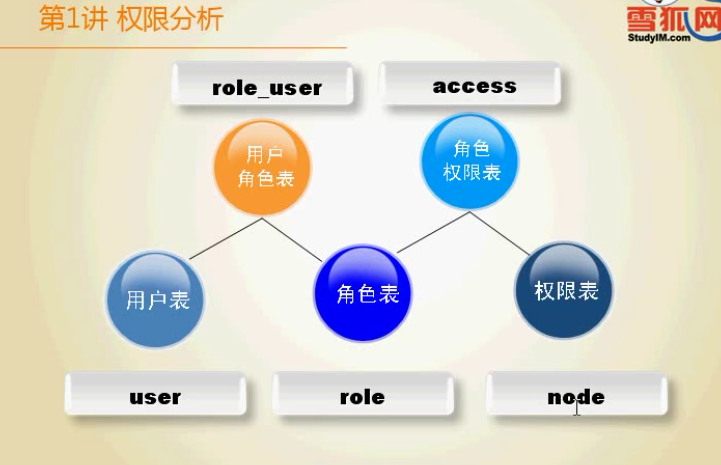 第1讲 权限分析
雪狐网
StudyIM.com
role_user
access
用户
角色表
角色
权限表
用户表
角色表
权限表
user
role
node